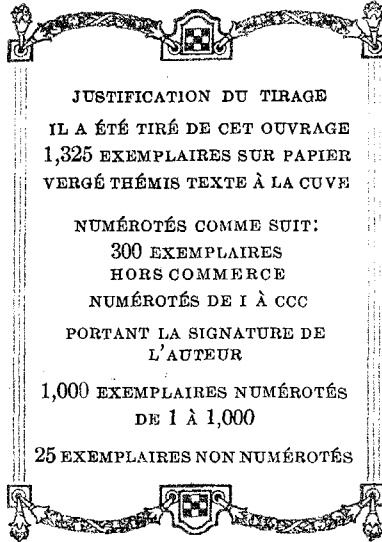 JUSTIFICATION DU TIRAGE
IL A ÉTÉ TIRÉ DE CET OUVRAGE
1,325 EXEMPLAIRES SUR PAPIER
VERGÉ THÉMIS TEXTE À LA CUVE
NUMÉROTÉS COMME SUIT:
300 EXEMPLAIRES
HORS COMMERCE
NUMÉROTÉS DE I À CCC
PORTANT LA SIGNATURE DE
L'AUTEUR
1,000 EXEMPLAIRES NUMÉROTÉS
DE 1 À 1,000
25 EXEMPLAIRES NON NUMÉROTÉS